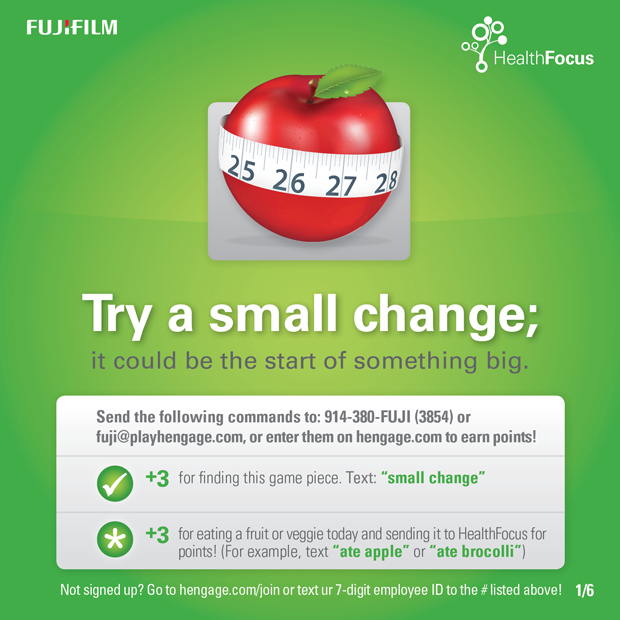 FUJIFILM
HealthFocus
25 26 27 28
Try a small change;
it could be the start of something big.
Send the following commands to: 914-380-FUJI (3854) or
fuji@playhengage.com, or enter them on hengage.com to earn points!
+3 for finding this game piece. Text: “small change”
+3 for eating a fruit or veggie today and sending it to HealthFocus for
points! (For example, text “ate apple” or “ate brocolli”)
Not signed up? Go to hengage.com/join or text ur 7-digit employee ID to the # listed above! 1/6